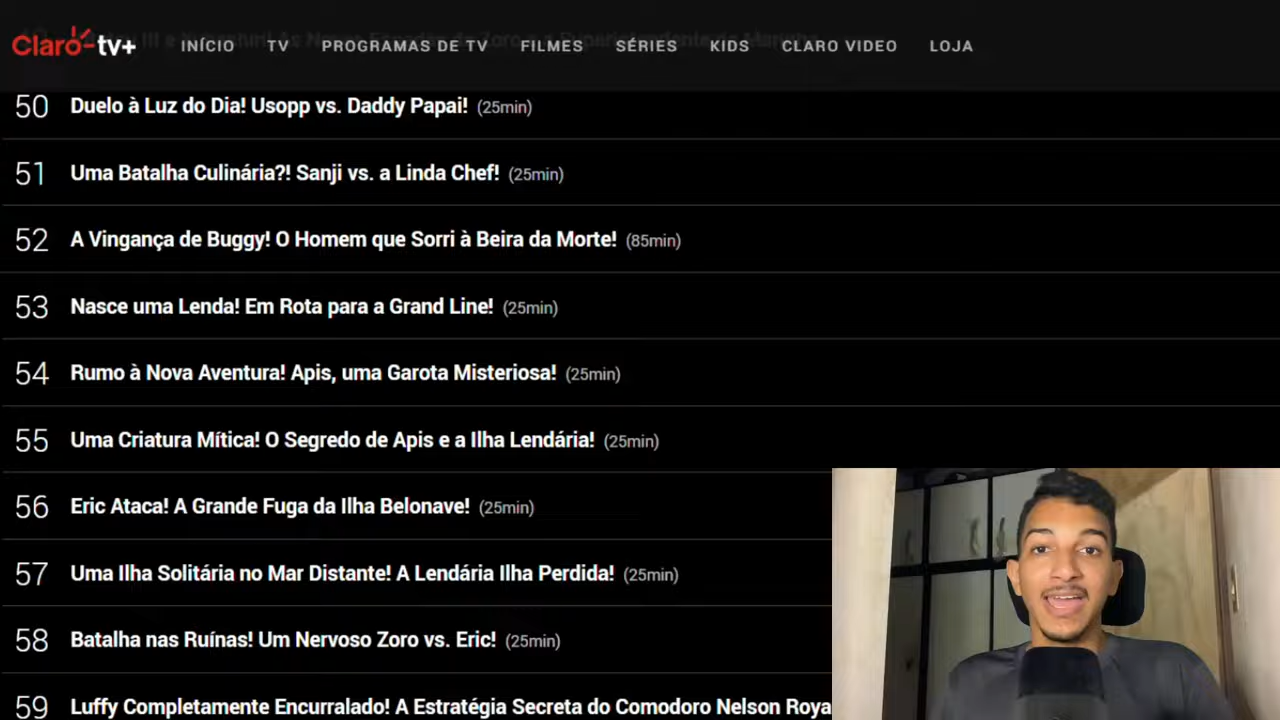 Claro tv+ INÍCIO TV PROGRAMAS DE TV FILMES SÉRIES KIDS CLARO VIDEO LOJA
50 Duelo à Luz do Dia! Usopp vs. Daddy Papai! (25min)
51 Uma Batalha Culinária?! Sanji vs. a Linda Chef! (25min)
52 A Vingança de Buggy! O Homem que Sorri à Beira da Morte! (85min)
53 Nasce uma Lenda! Em Rota para a Grand Line! (25min)
54 Rumo à Nova Aventura! Apis, uma Garota Misteriosa! (25min)
55 Uma Criatura Mítica! O Segredo de Apis e a Ilha Lendária! (25min)
56 Eric Ataca! A Grande Fuga da Ilha Belonave! (25min)
57 Uma Ilha Solitária no Mar Distante! A Lendária Ilha Perdida! (25min)
58 Batalha nas Ruínas! Um Nervoso Zoro vs. Eric! (25min)
59 Luffy Completamente Encurralado! A Estratégia Secreta do Comodoro Nelson Roya